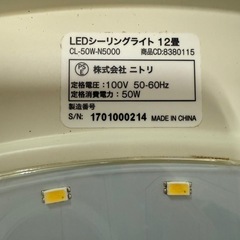 LEDシーリングライト 12畳
CL-50W-N5000 商品CD:8380115
株式会社 ニトリ
定格電圧：100V 50-60Hz
定格消費電力：50W
製造番号
S/N: 1701000214 MADE IN CHINA